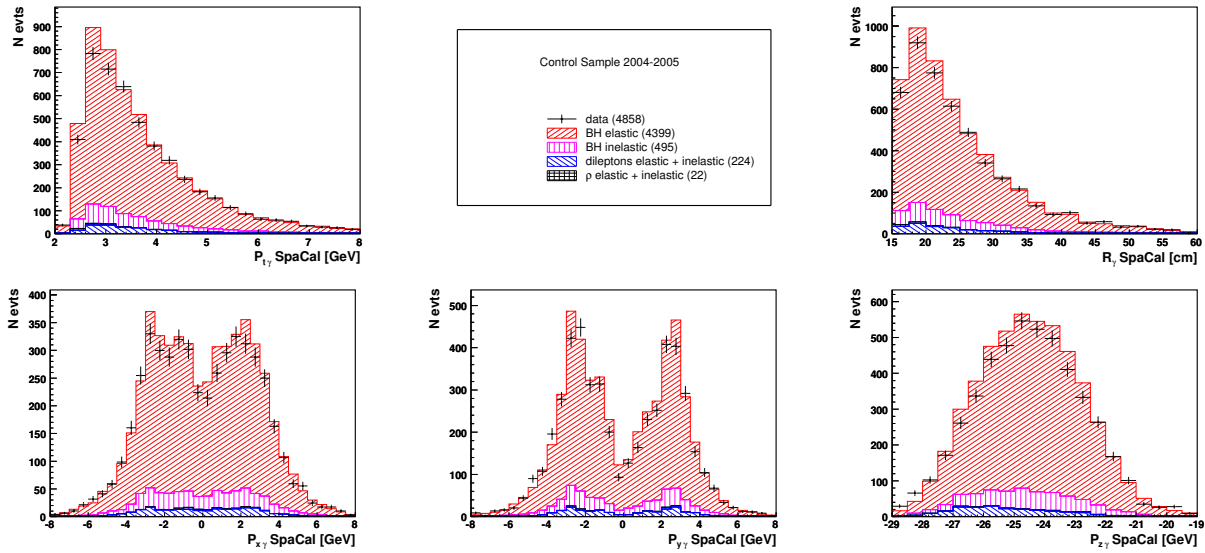 N evts
900
800
700
600
500
400
300
200
100
0
2 3 4 5 6 7 8
P t γ SpaCal [GeV]
Control Sample 2004-2005
data (4858)
BH elastic (4399)
BH inelastic (495)
dileptons elastic + inelastic (224)
ρ elastic + inelastic (22)
N evts
1000
800
600
400
200
0
15 20 25 30 35 40 45 50 55 60
R γ SpaCal [cm]
N evts
400
350
300
250
200
150
100
50
0
-8 -6 -4 -2 0 2 4 6 8
P x γ SpaCal [GeV]
N evts
500
400
300
200
100
0
-8 -6 -4 -2 0 2 4 6 8
P y γ SpaCal [GeV]
N evts
600
500
400
300
200
100
0
-29 -28 -27 -26 -25 -24 -23 -22 -21 -20 -19
P z γ SpaCal [GeV]